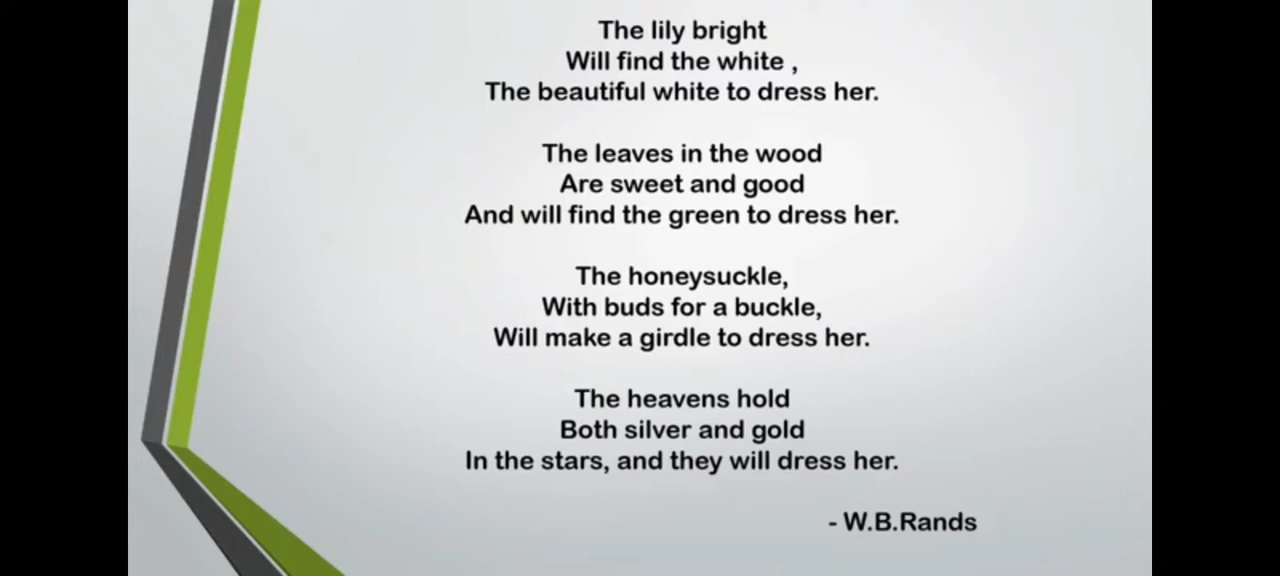 The lily bright
Will find the white ,
The beautiful white to dress her.
The leaves in the wood
Are sweet and good
And will find the green to dress her.
The honeysuckle,
With buds for a buckle,
Will make a girdle to dress her.
The heavens hold
Both silver and gold
In the stars, and they will dress her.
- W.B.Rands